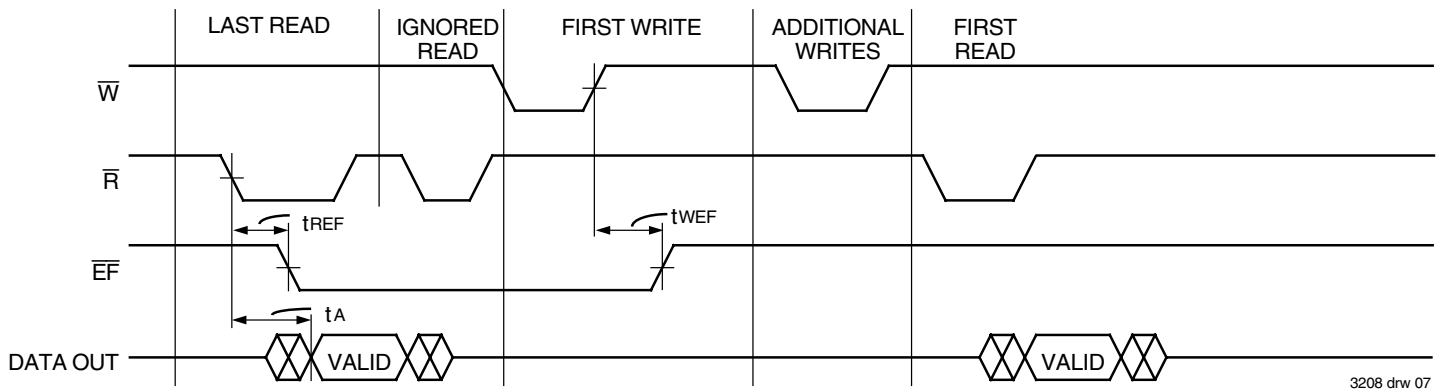 LAST READ
IGNORED
READ
FIRST WRITE
ADDITIONAL
WRITES
FIRST
READ
W̅
R̅
tREF
tWEF
E̅F̅
tA
DATA OUT
VALID
VALID
3208 drw 07